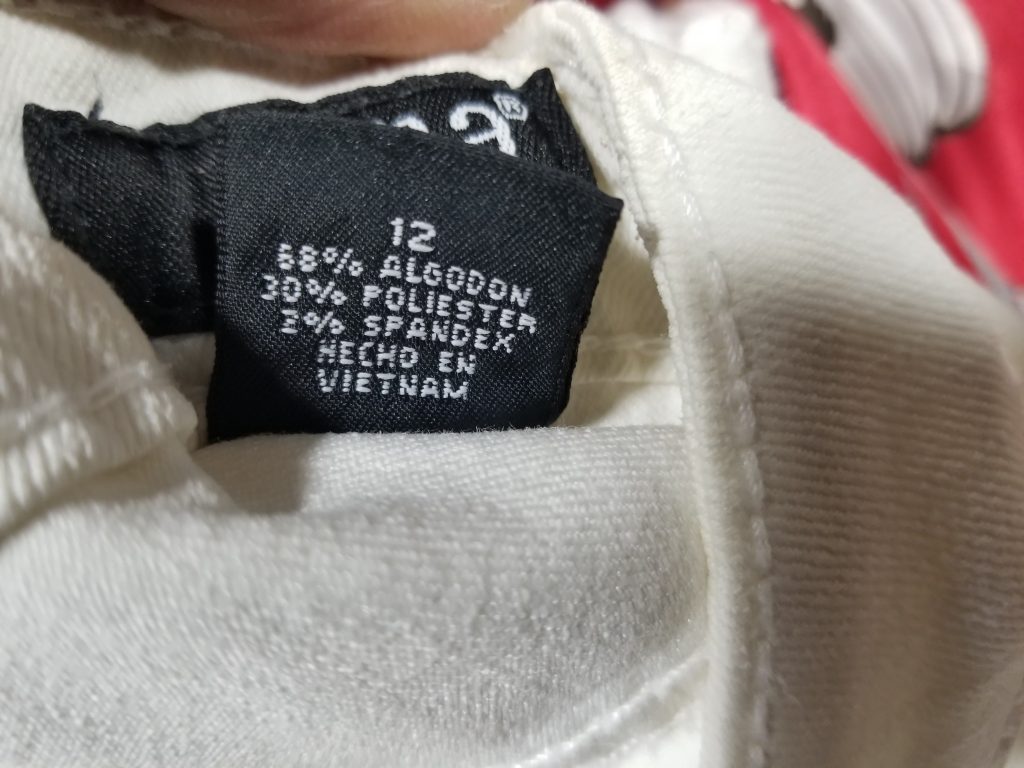 a®
12
68% ALGODON
30% POLIESTER
2% SPANDEX
HECHO EN
VIETNAM